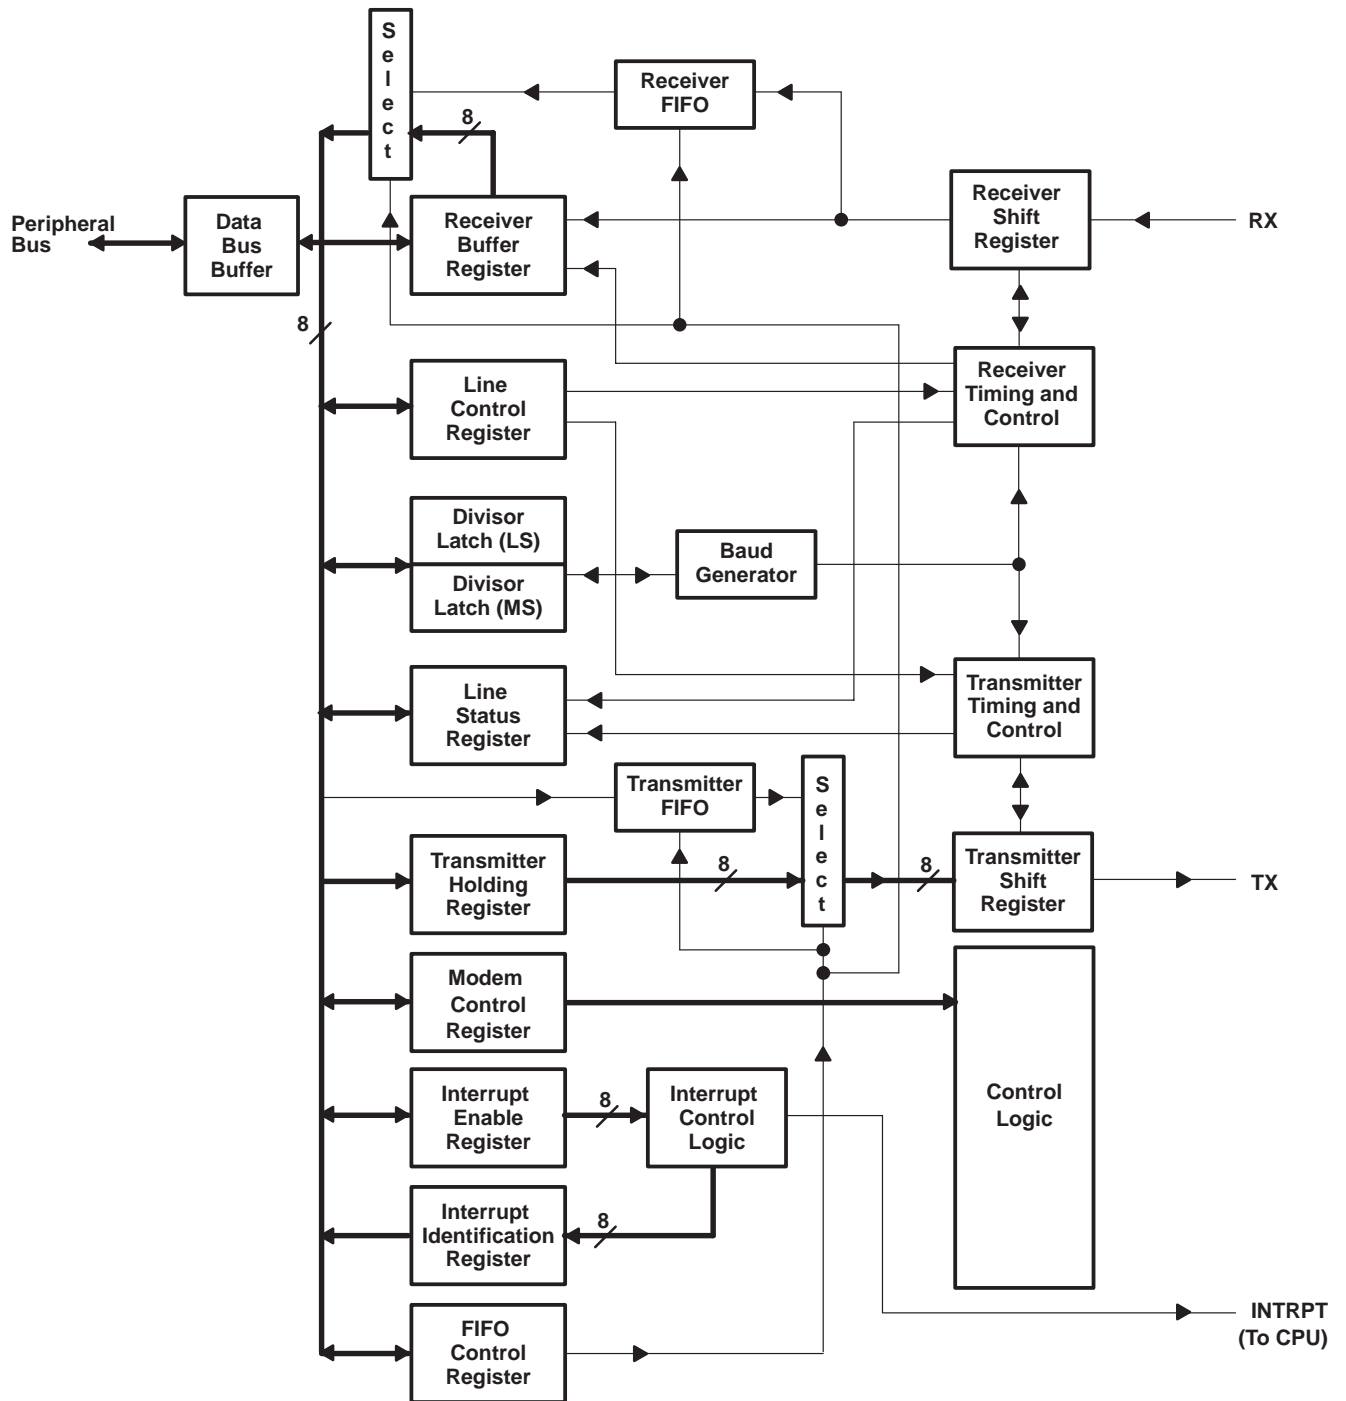 S
e
l
e
c
t
Receiver
FIFO
8
Peripheral
Bus
Data
Bus
Buffer
Receiver
Buffer
Register
Receiver
Shift
Register
RX
8
Line
Control
Register
Receiver
Timing and
Control
Divisor
Latch (LS)
Divisor
Latch (MS)
Baud
Generator
Line
Status
Register
Transmitter
Timing and
Control
Transmitter
FIFO
S
e
l
e
c
t
Transmitter
Holding
Register
8
8
Transmitter
Shift
Register
TX
Modem
Control
Register
Interrupt
Enable
Register
8
Interrupt
Control
Logic
Control
Logic
Interrupt
Identification
Register
8
INTRPT
(To CPU)
FIFO
Control
Register